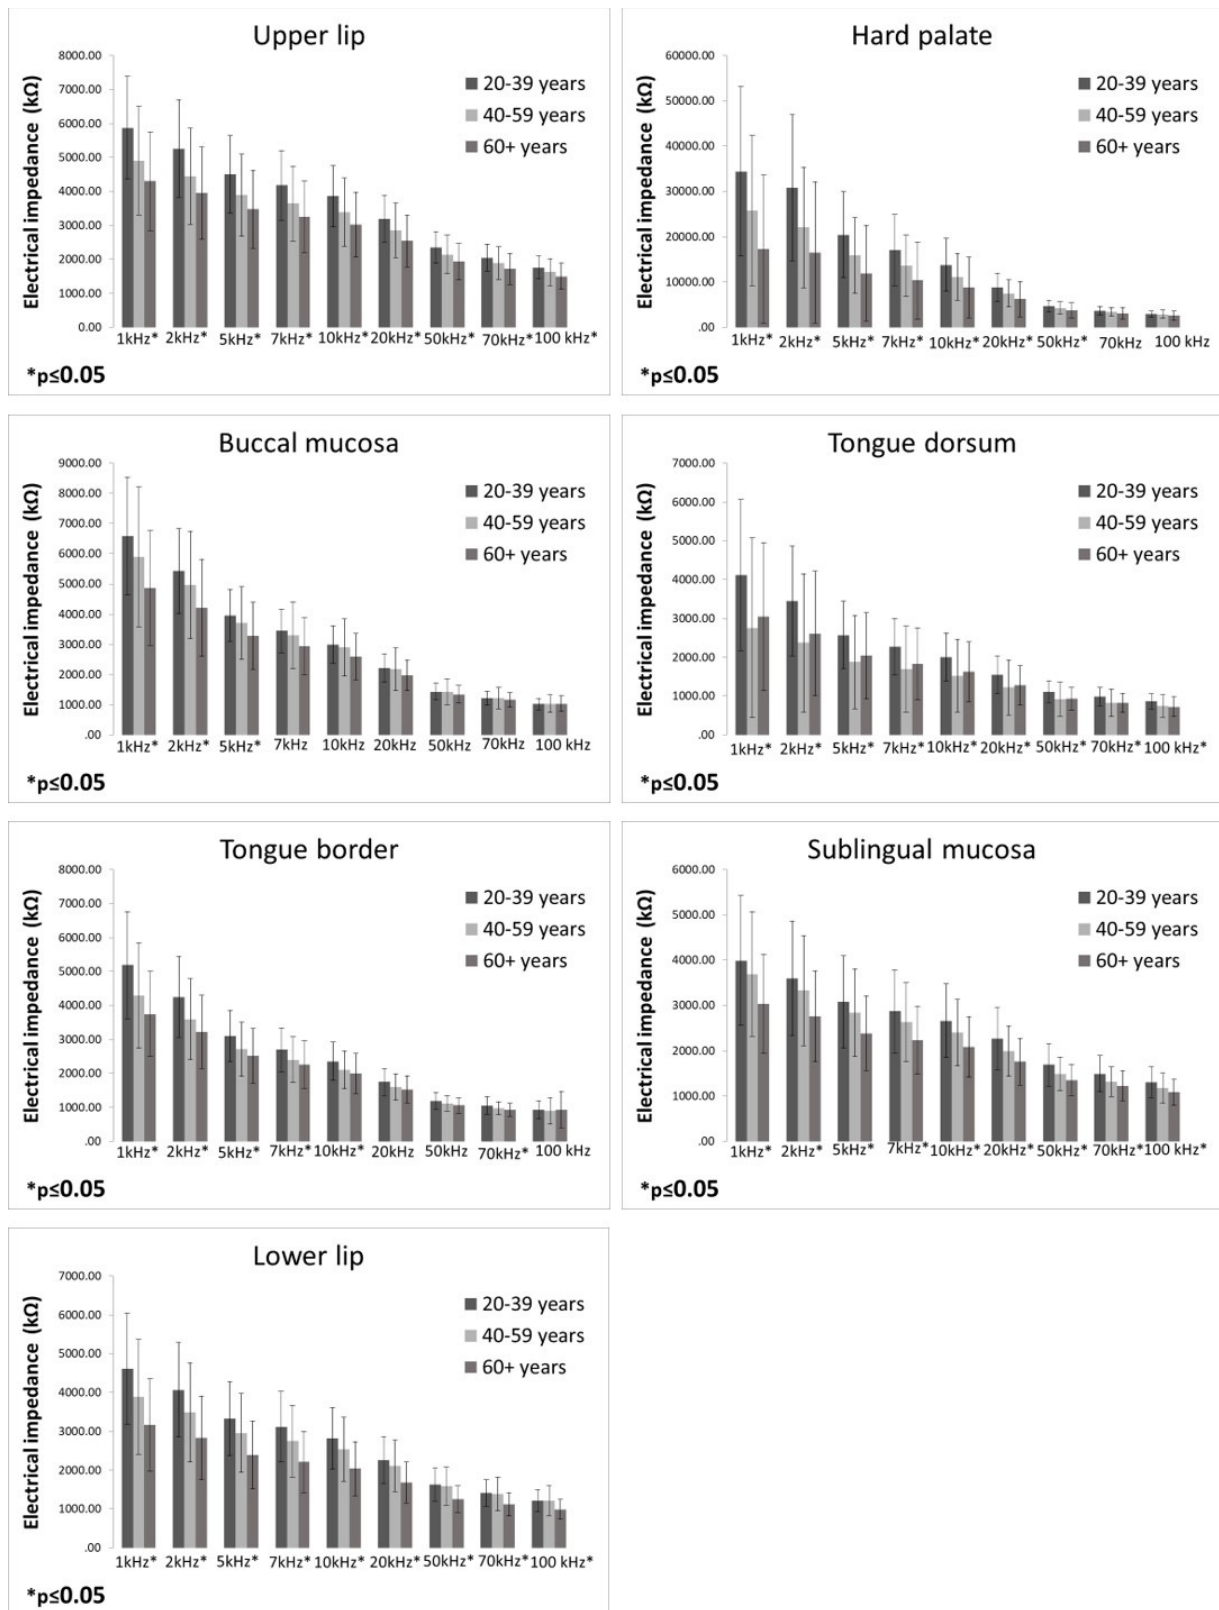 Upper lip
Electrical impedance (kΩ)
8000.00
7000.00
6000.00
5000.00
4000.00
3000.00
2000.00
1000.00
0.00
20-39 years
40-59 years
60+ years
1kHz* 2kHz* 5kHz* 7kHz* 10kHz* 20kHz* 50kHz* 70kHz* 100 kHz*
*p≤0.05
Hard palate
Electrical impedance (kΩ)
60000.00
50000.00
40000.00
30000.00
20000.00
10000.00
.00
20-39 years
40-59 years
60+ years
1kHz* 2kHz* 5kHz* 7kHz* 10kHz* 20kHz* 50kHz* 70kHz 100 kHz
*p≤0.05
Buccal mucosa
Electrical impedance (kΩ)
9000.00
8000.00
7000.00
6000.00
5000.00
4000.00
3000.00
2000.00
1000.00
.00
20-39 years
40-59 years
60+ years
1kHz* 2kHz* 5kHz* 7kHz 10kHz 20kHz 50kHz 70kHz 100 kHz
*p≤0.05
Tongue dorsum
Electrical impedance (kΩ)
7000.00
6000.00
5000.00
4000.00
3000.00
2000.00
1000.00
.00
20-39 years
40-59 years
60+ years
1kHz* 2kHz* 5kHz* 7kHz* 10kHz* 20kHz* 50kHz* 70kHz* 100 kHz*
*p≤0.05
Tongue border
Electrical impedance (kΩ)
8000.00
7000.00
6000.00
5000.00
4000.00
3000.00
2000.00
1000.00
.00
20-39 years
40-59 years
60+ years
1kHz* 2kHz* 5kHz* 7kHz* 10kHz* 20kHz 50kHz 70kHz* 100 kHz
*p≤0.05
Sublingual mucosa
Electrical impedance (kΩ)
6000.00
5000.00
4000.00
3000.00
2000.00
1000.00
.00
20-39 years
40-59 years
60+ years
1kHz* 2kHz* 5kHz* 7kHz* 10kHz* 20kHz* 50kHz* 70kHz* 100 kHz*
*p≤0.05
Lower lip
Electrical impedance (kΩ)
7000.00
6000.00
5000.00
4000.00
3000.00
2000.00
1000.00
.00
20-39 years
40-59 years
60+ years
1kHz* 2kHz* 5kHz* 7kHz* 10kHz* 20kHz* 50kHz* 70kHz* 100 kHz*
*p≤0.05